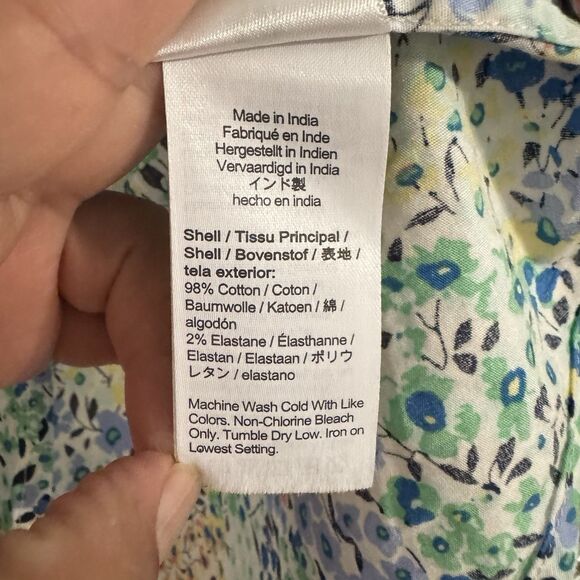 Made in India
Fabriqué en Inde
Hergestellt in Indien
Vervaardigd in India
インド製
hecho en india
Shell / Tissu Principal /
Shell / Bovenstof / 表地 /
tela exterior:
98% Cotton / Coton /
Baumwolle / Katoen / 綿 /
algodón
2% Elastane / Élasthanne /
Elastan / Elastaan / ポリウ
レタン / elastano
Machine Wash Cold With Like
Colors. Non-Chlorine Bleach
Only. Tumble Dry Low. Iron on
Lowest Setting.